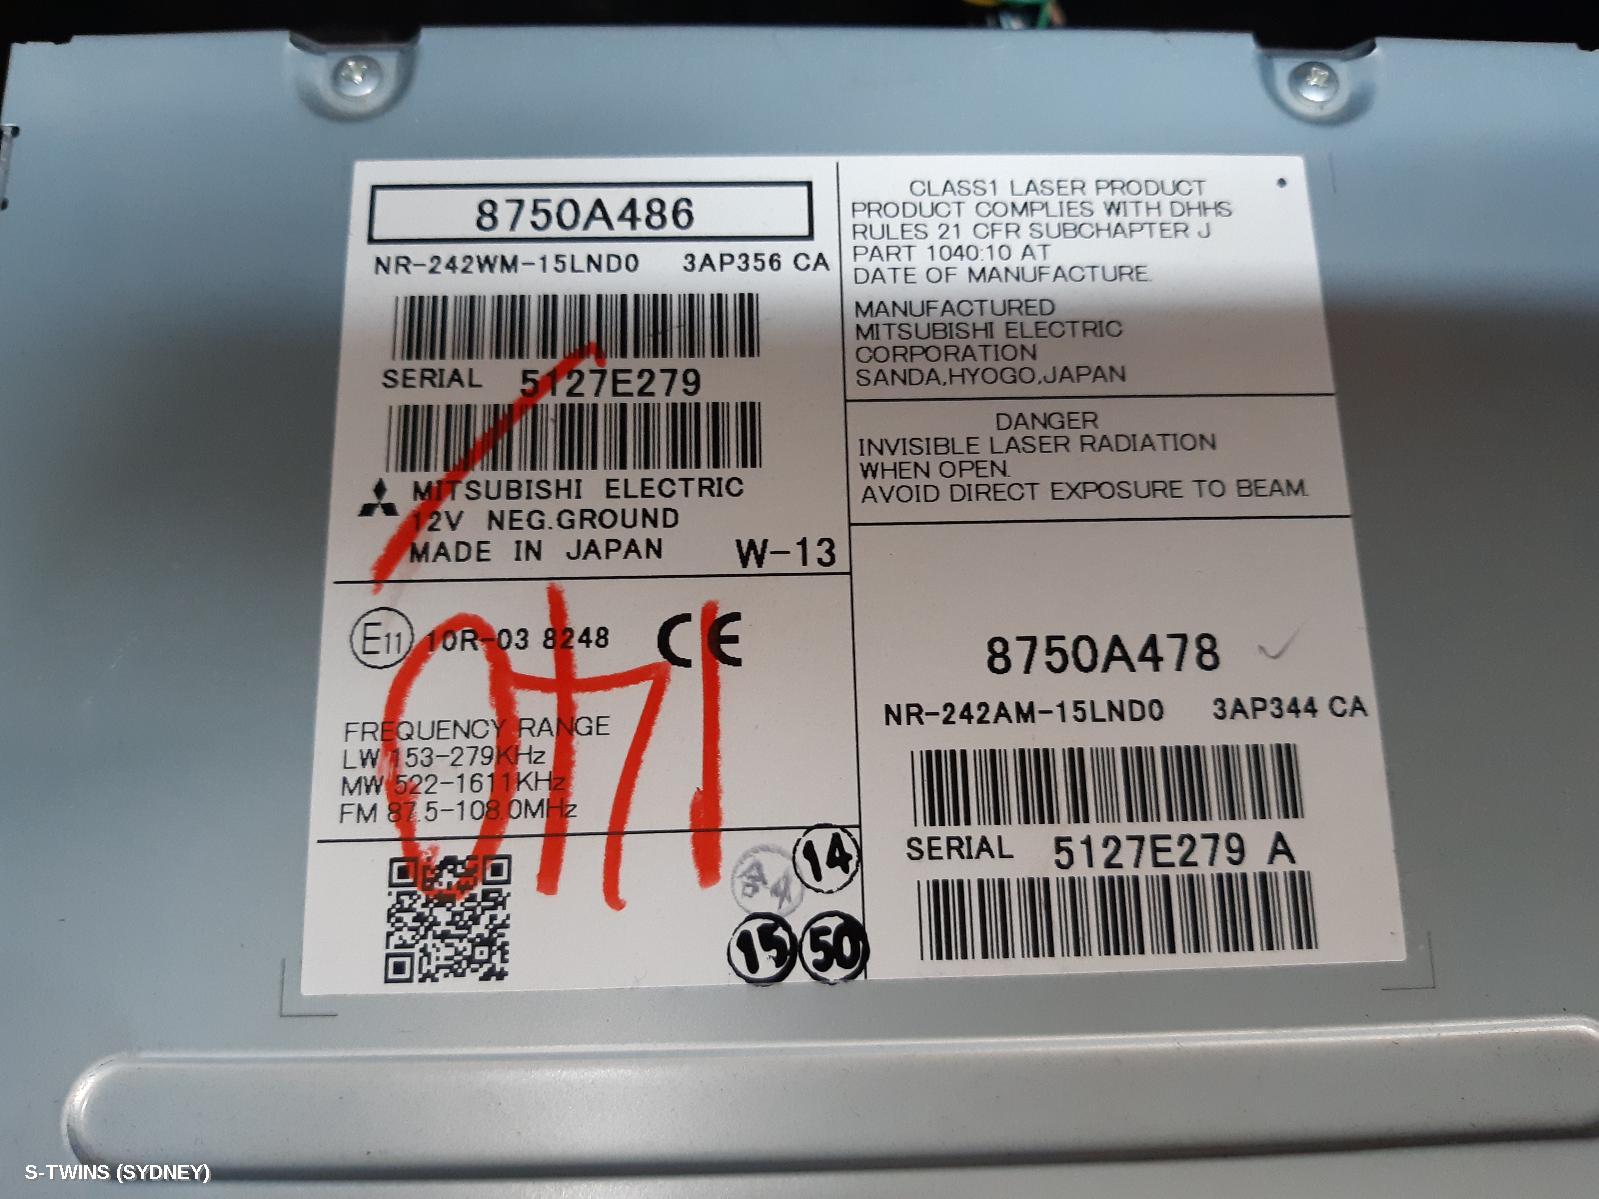 8750A486
NR-242WM-15LND0 3AP356 CA
SERIAL 5127E279
MITSUBISHI ELECTRIC
12V NEG.GROUND
MADE IN JAPAN W-13
E11 10R-03 8248 CE
FREQUENCY RANGE
LW 153-279KHz
MW 522-1611KHz
FM 87.5-108.0MHz
14
15 50
CLASS1 LASER PRODUCT
PRODUCT COMPLIES WITH DHHS
RULES 21 CFR SUBCHAPTER J
PART 1040:10 AT
DATE OF MANUFACTURE.
MANUFACTURED
MITSUBISHI ELECTRIC
CORPORATION
SANDA,HYOGO,JAPAN
DANGER
INVISIBLE LASER RADIATION
WHEN OPEN.
AVOID DIRECT EXPOSURE TO BEAM.
8750A478
NR-242AM-15LND0 3AP344 CA
SERIAL 5127E279 A
S-TWINS (SYDNEY)